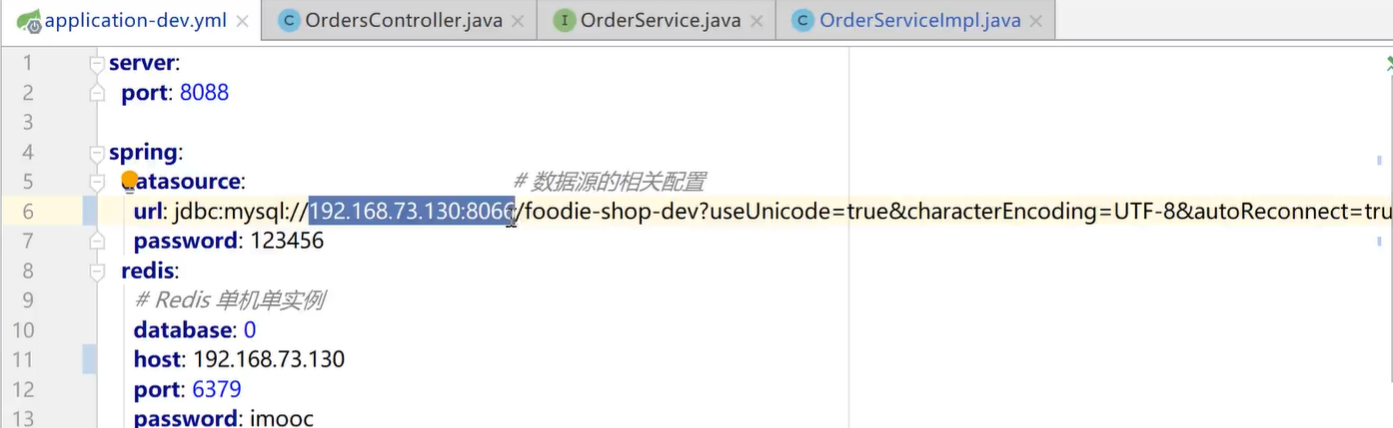 application-dev.yml OrdersController.java OrderService.java OrderServiceImpl.java
1 server:
2 port: 8088
3
4 spring:
5 datasource: # 数据源的相关配置
6 url: jdbc:mysql://192.168.73.130:8066/foodie-shop-dev?useUnicode=true&characterEncoding=UTF-8&autoReconnect=tru
7 password: 123456
8 redis:
9 # Redis 单机单实例
10 database: 0
11 host: 192.168.73.130
12 port: 6379
13 password: imooc